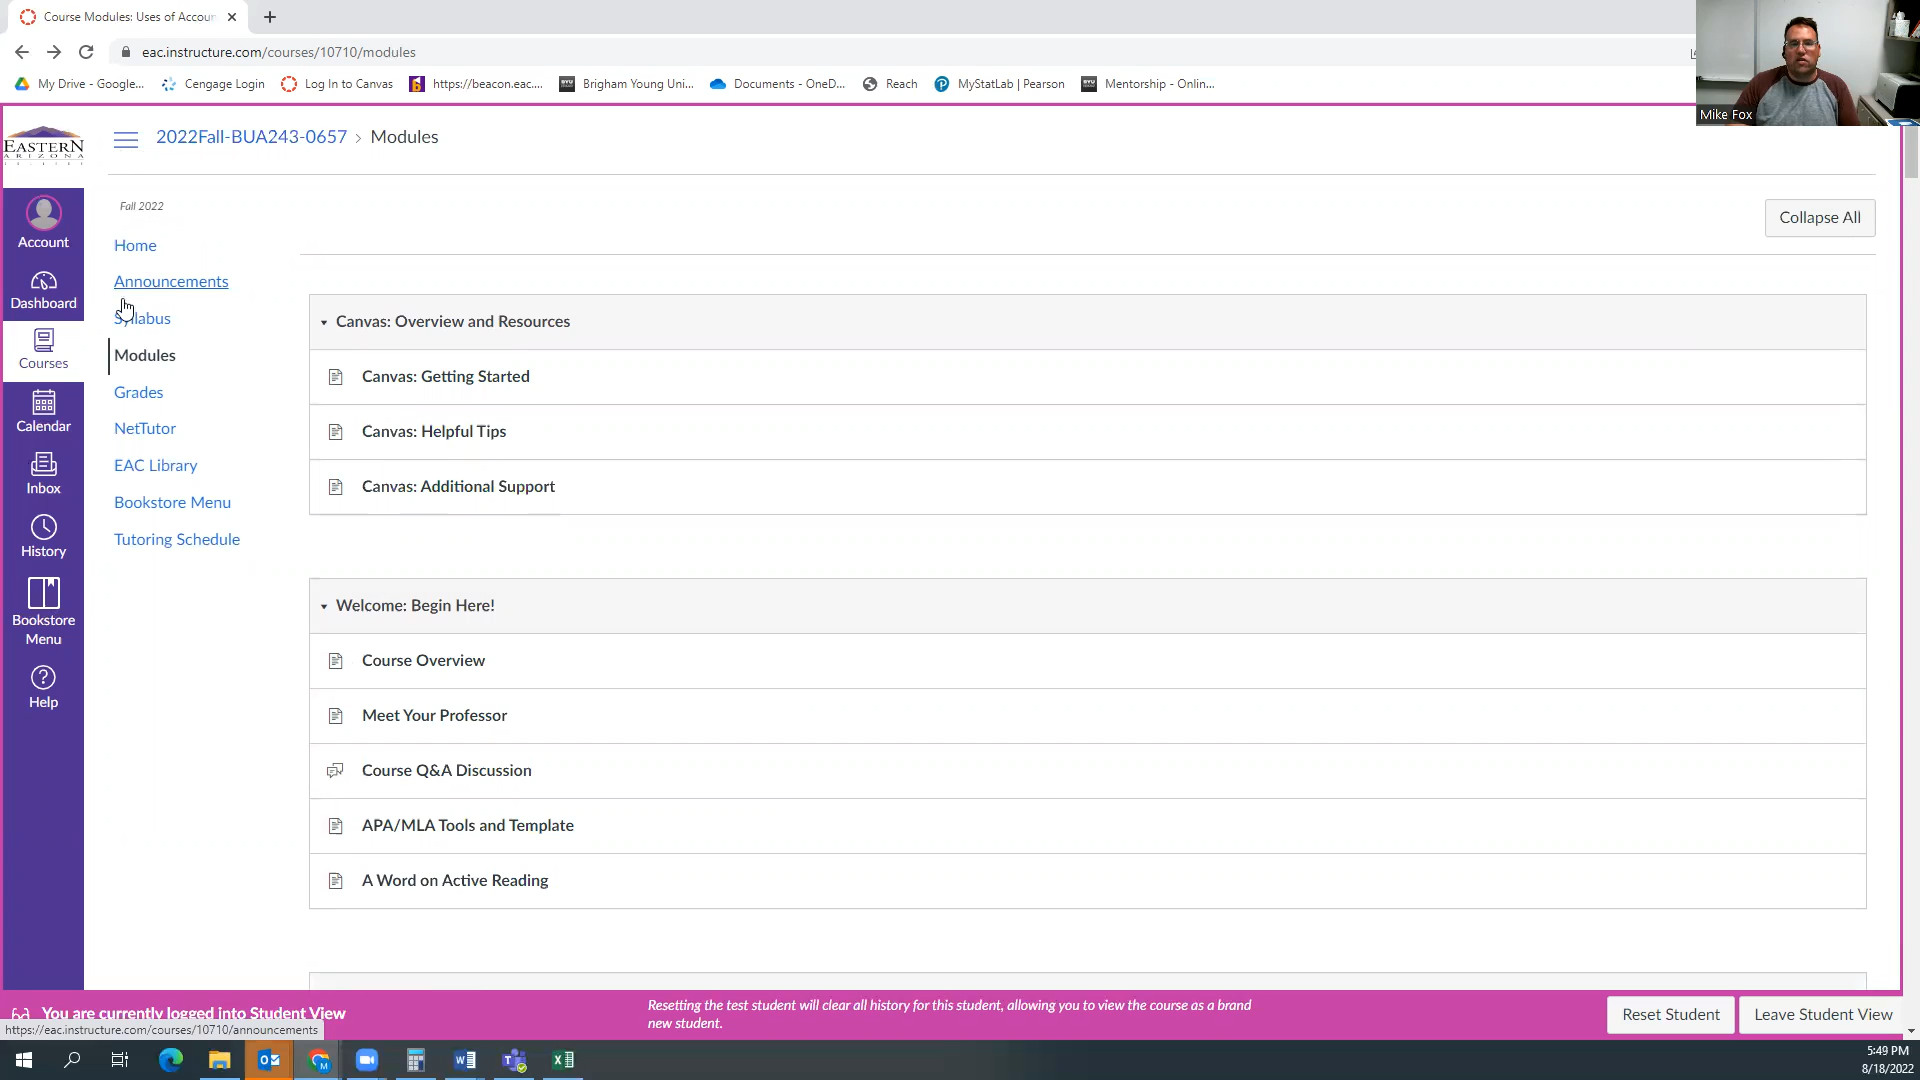 Course Modules: Uses of Accou
eac.instructure.com/courses/10710/modules
My Drive - Google...
Cengage Login
Log In to Canvas
https://beacon.eac....
Brigham Young Uni...
Documents - OneD...
Reach
MyStatLab | Pearson
Mentorship - Onlin...
Mike Fox
EASTERN
ARIZONA
2022Fall-BUA243-0657 > Modules
Fall 2022
Collapse All
Home
Announcements
Syllabus
Modules
Grades
NetTutor
EAC Library
Bookstore Menu
Tutoring Schedule
Account
Dashboard
Courses
Calendar
Inbox
History
Bookstore
Menu
Help
Canvas: Overview and Resources
Canvas: Getting Started
Canvas: Helpful Tips
Canvas: Additional Support
Welcome: Begin Here!
Course Overview
Meet Your Professor
Course Q&A Discussion
APA/MLA Tools and Template
A Word on Active Reading
You are currently logged into Student View
Resetting the test student will clear all history for this student, allowing you to view the course as a brand
new student.
Reset Student
Leave Student View
https://eac.instructure.com/courses/10710/announcements
5:49 PM
8/18/2022